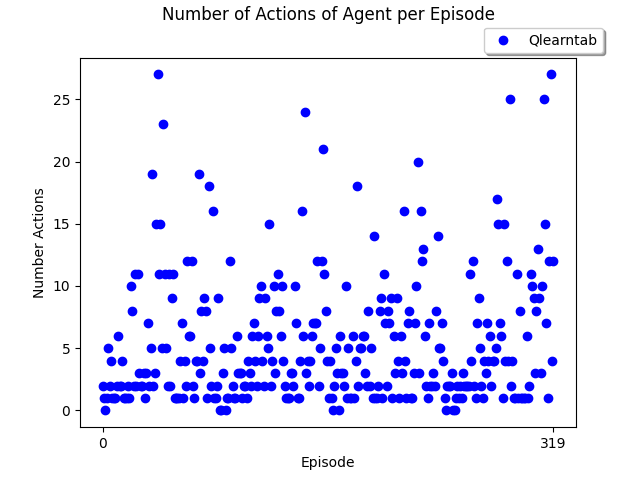 Number of Actions of Agent per Episode
Qlearntab
25
20
15
10
5
0
Number Actions
0
319
Episode